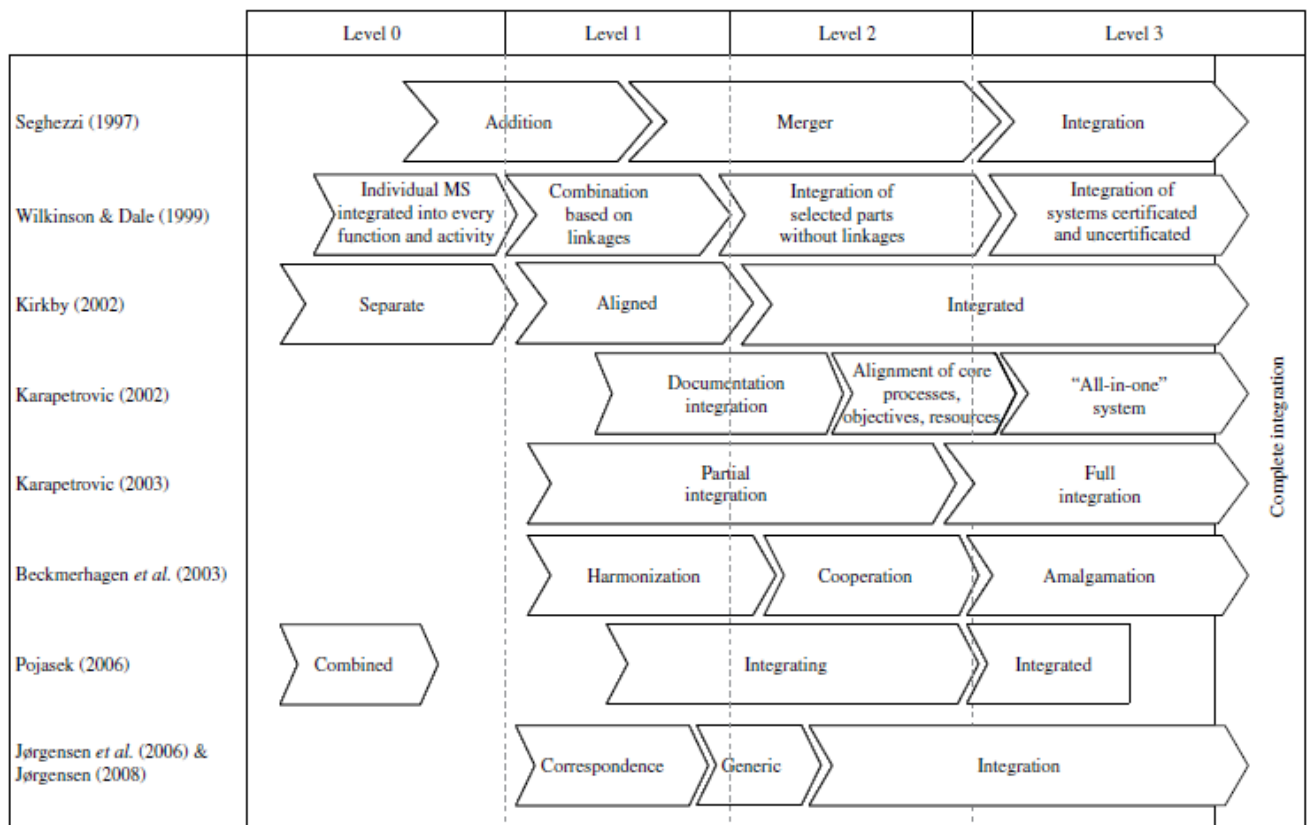 Level 0
Level 1
Level 2
Level 3
Seghezzi (1997)
Addition
Merger
Integration
Wilkinson & Dale (1999)
Individual MS
integrated into every
function and activity
Combination
based on
linkages
Integration of
selected parts
without linkages
Integration of
systems certificated
and uncertificated
Kirkby (2002)
Separate
Aligned
Integrated
Karapetrovic (2002)
Documentation
integration
Alignment of core
processes,
objectives, resources
“All-in-one”
system
Karapetrovic (2003)
Partial
integration
Full
integration
Beckmerhagen et al. (2003)
Harmonization
Cooperation
Amalgamation
Pojasek (2006)
Combined
Integrating
Integrated
Jørgensen et al. (2006) &
Jørgensen (2008)
Correspondence
Generic
Integration
Complete integration